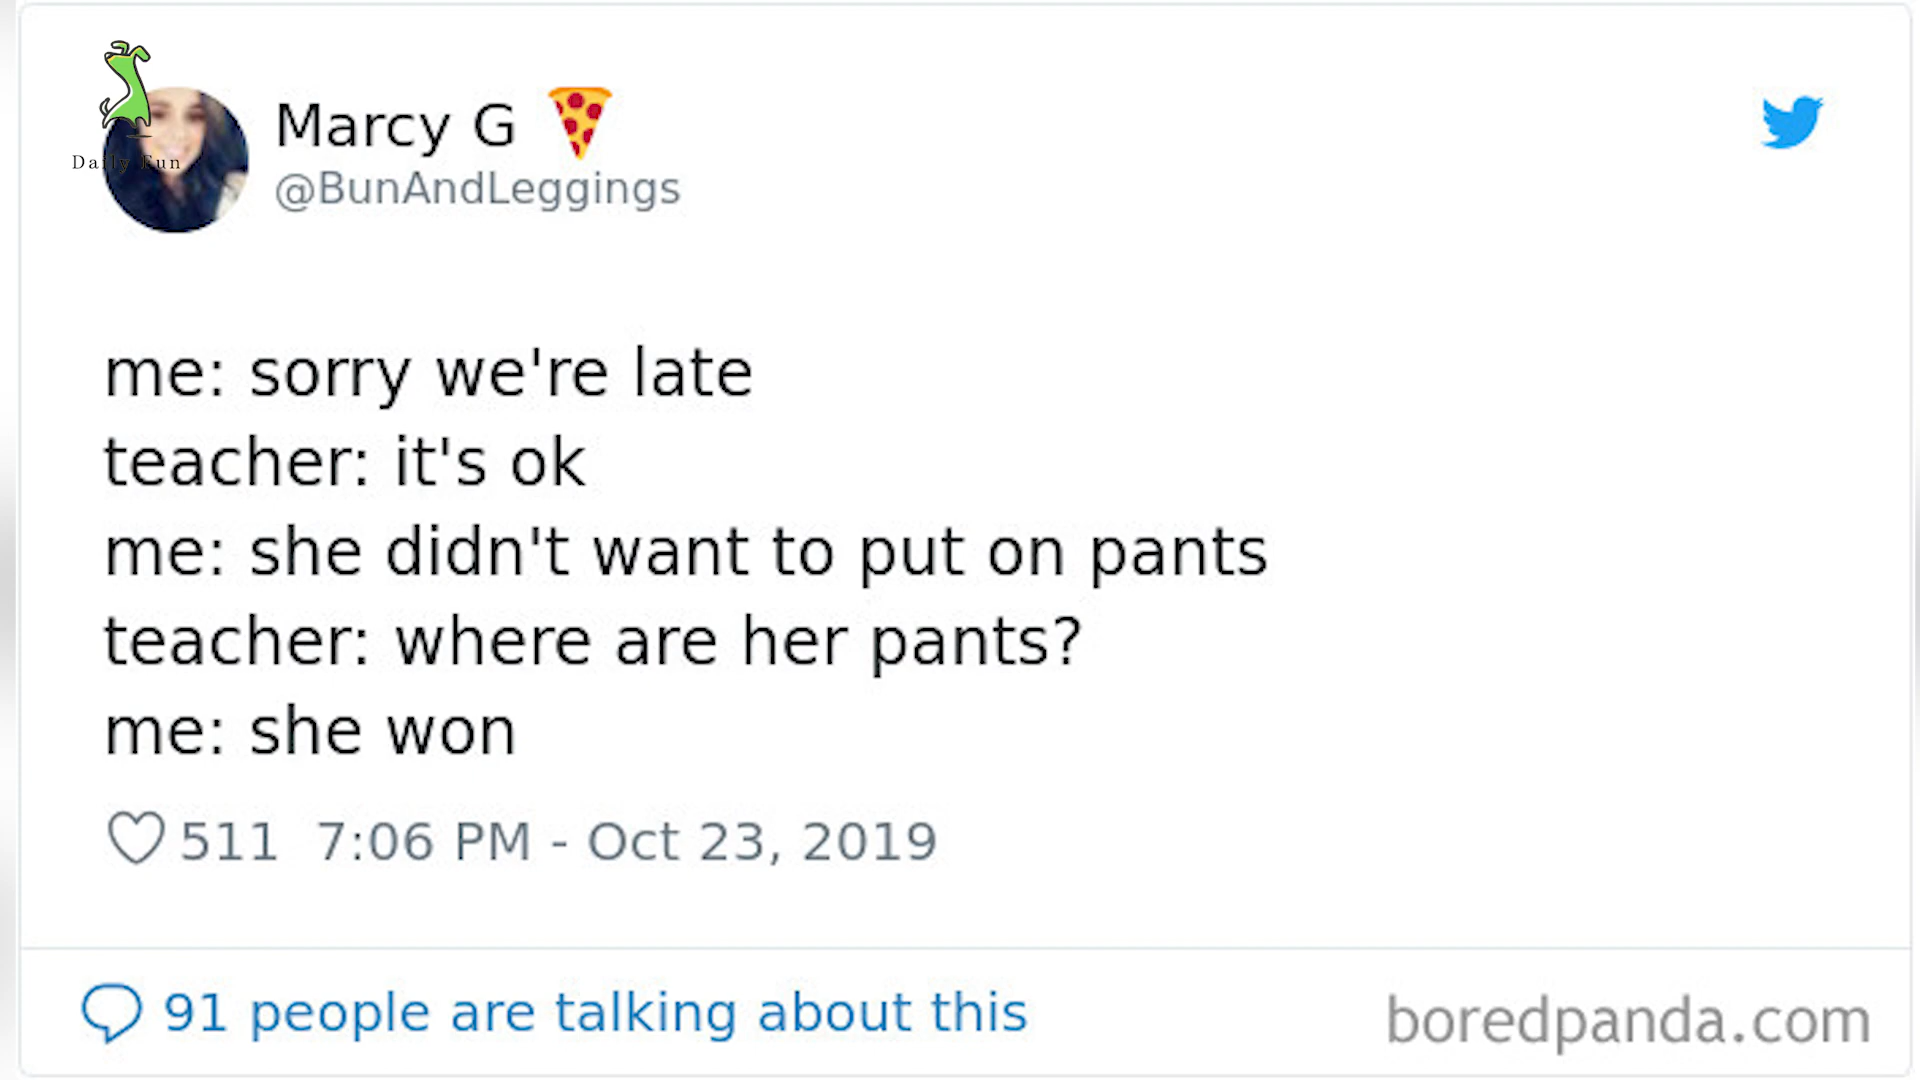 Daily Fun
Marcy G
@BunAndLeggings
me: sorry we're late
teacher: it's ok
me: she didn't want to put on pants
teacher: where are her pants?
me: she won
511 7:06 PM - Oct 23, 2019
91 people are talking about this
boredpanda.com